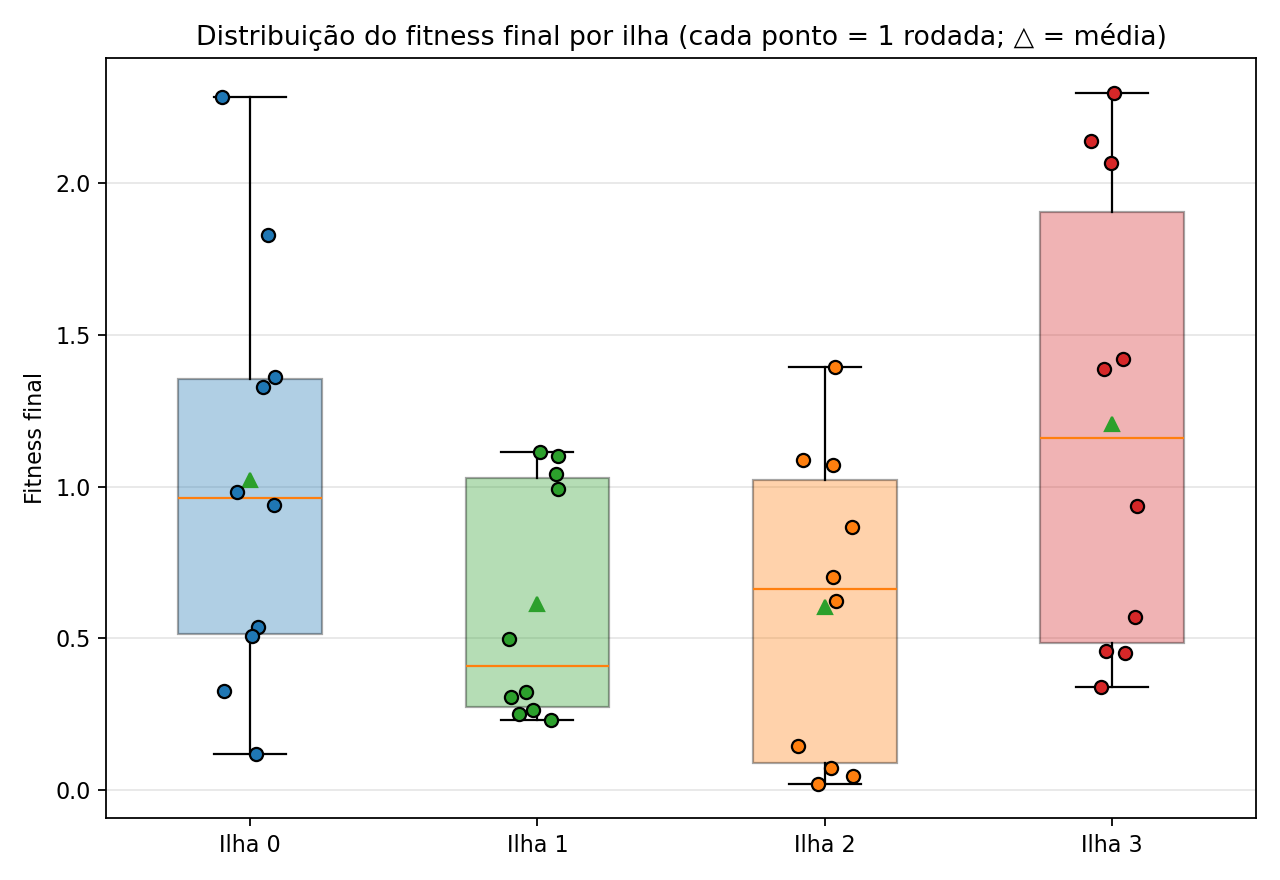 Distribuição do fitness final por ilha (cada ponto = 1 rodada; △ = média)
Fitness final
2.0
1.5
1.0
0.5
0.0
Ilha 0
Ilha 1
Ilha 2
Ilha 3